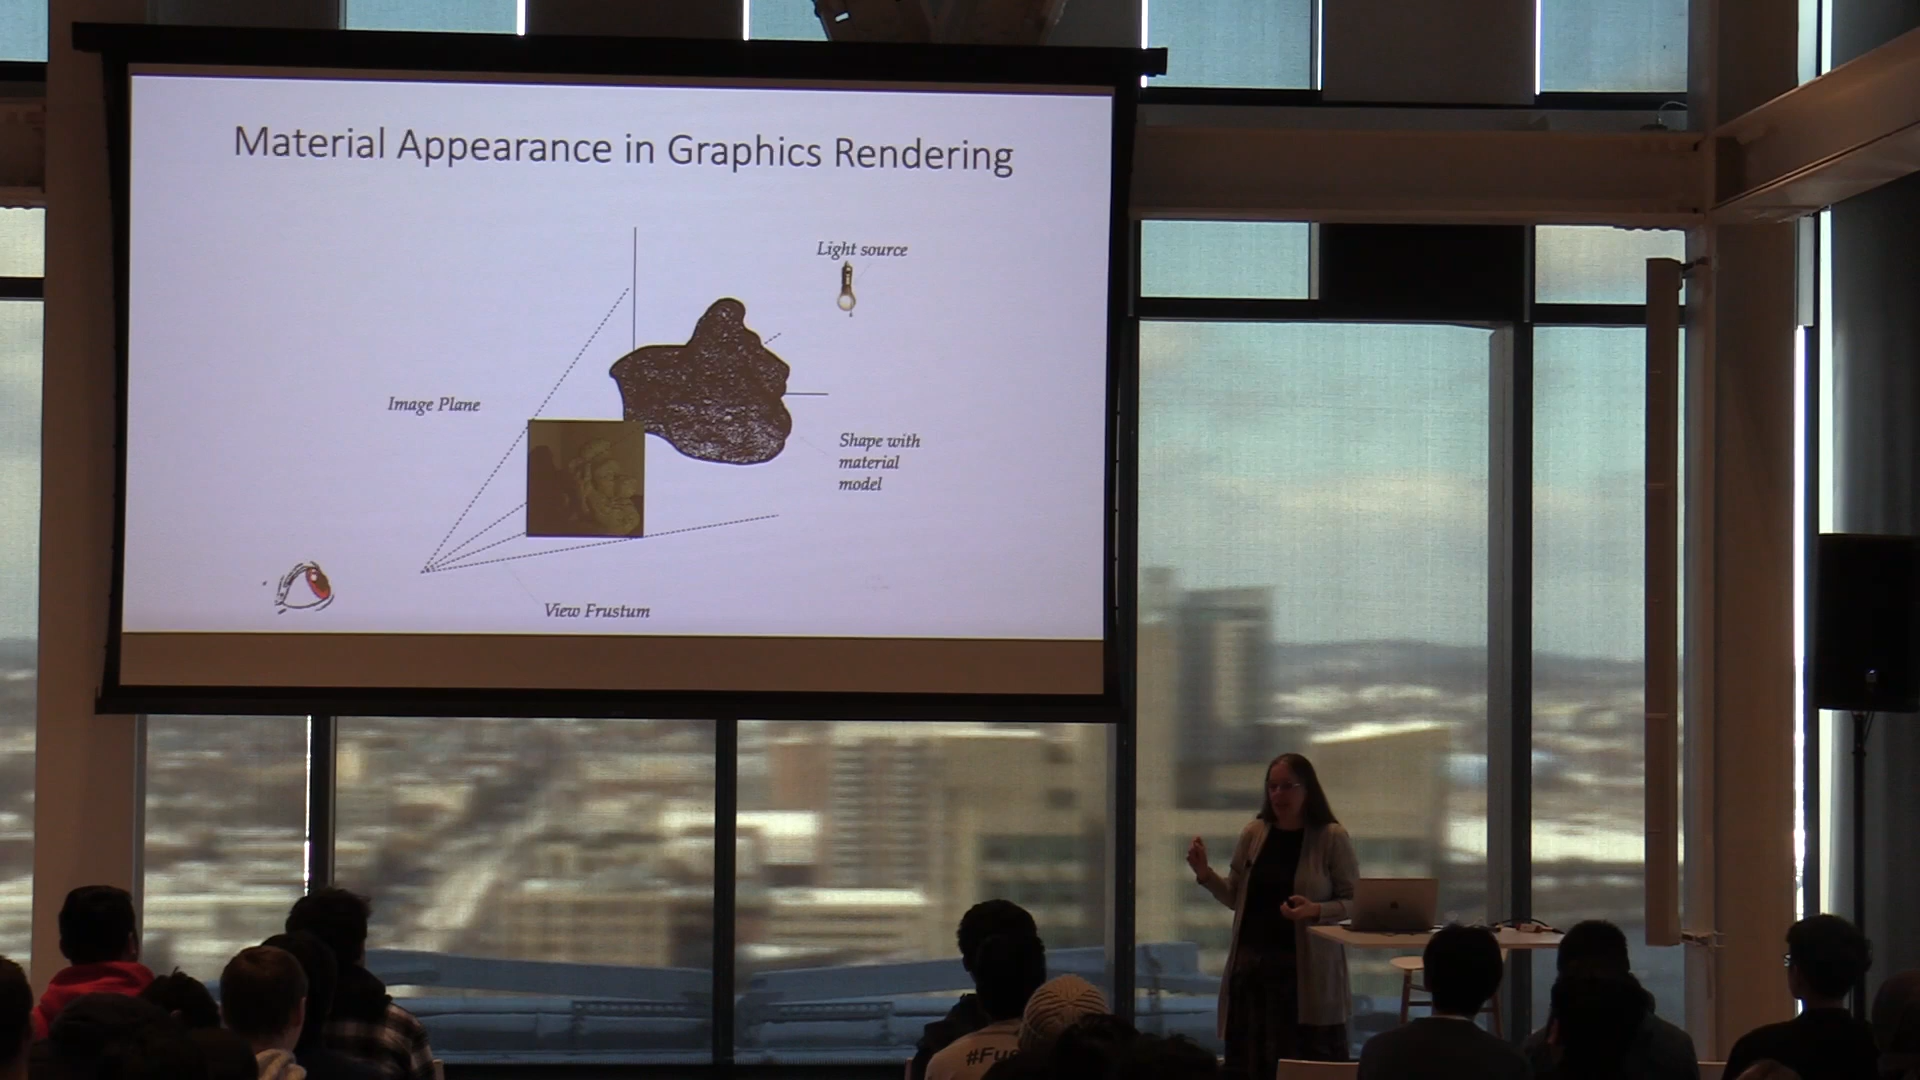 Material Appearance in Graphics Rendering
Light source
Image Plane
Shape with
material
model
View Frustum